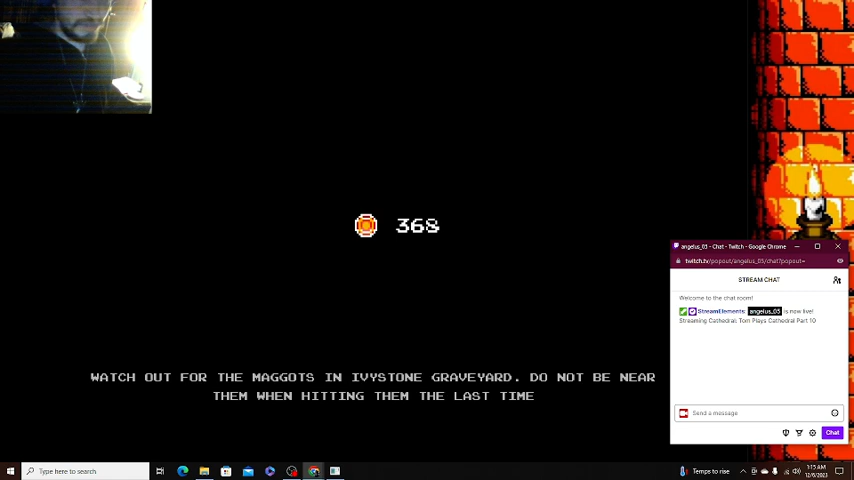 368
WATCH OUT FOR THE MAGGOTS IN IVYSTONE GRAVEYARD. DO NOT BE NEAR
THEM WHEN HITTING THEM THE LAST TIME
angelus_03 - Chat - Twitch - Google Chrome
twitch.tv/popout/angelus_03/chat?popout=
STREAM CHAT
Welcome to the chat room!
StreamElements: angelus_03 is now live!
Streaming Cathedral: Tom Plays Cathedral Part 10
Send a message
Chat
Type here to search
Temps to rise
1:15 AM
12/6/2023